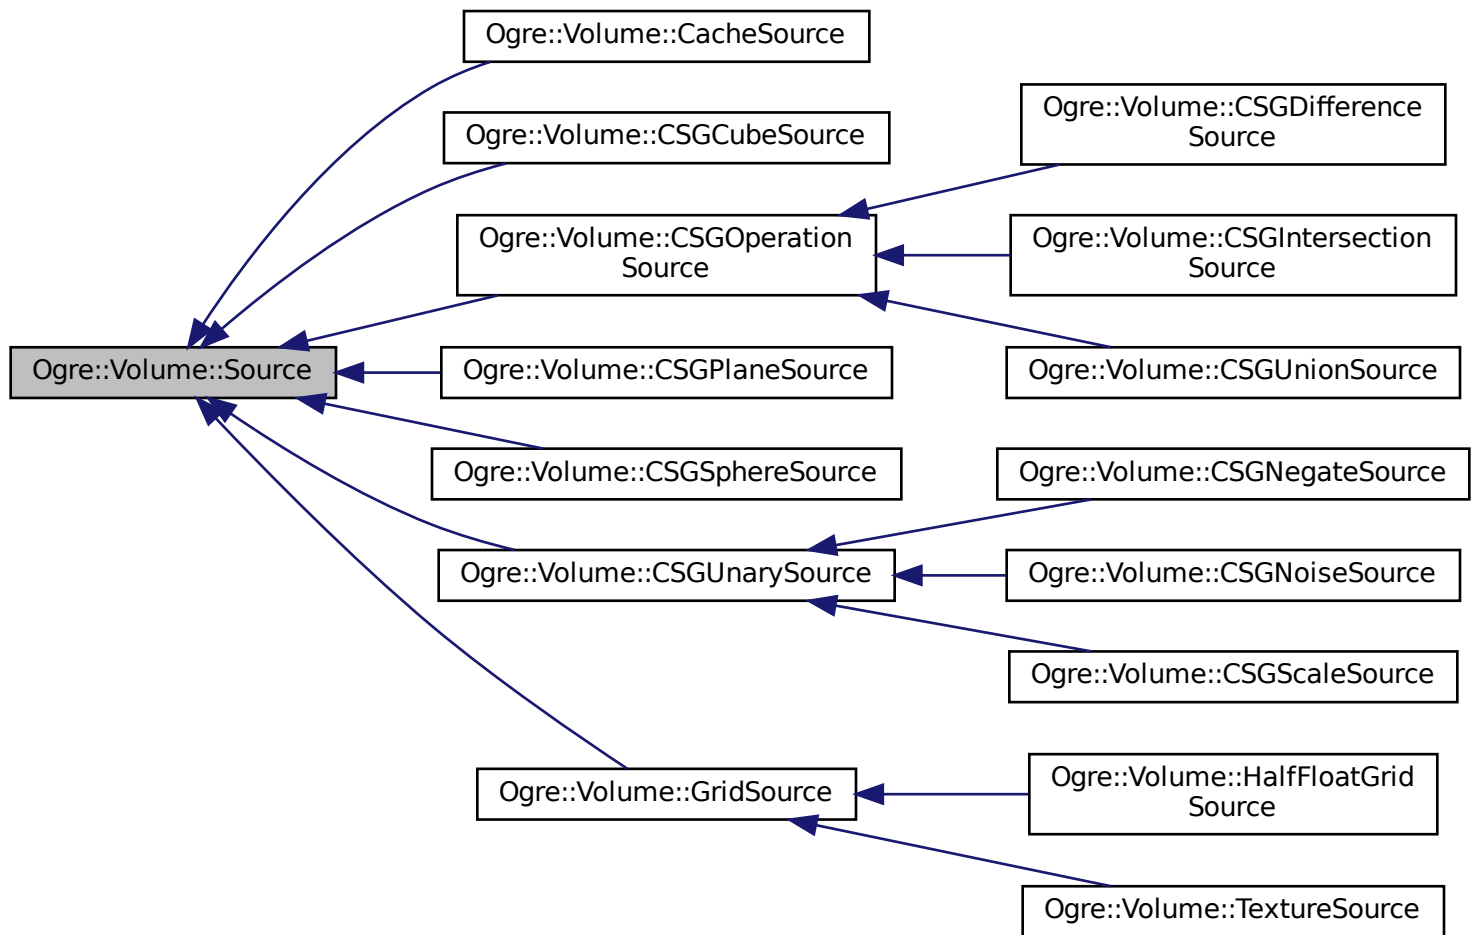 Ogre::Volume::CacheSource
Ogre::Volume::CSGCubeSource
Ogre::Volume::CSGDifference
Source
Ogre::Volume::CSGOperation
Source
Ogre::Volume::CSGIntersection
Source
Ogre::Volume::Source
Ogre::Volume::CSGPlaneSource
Ogre::Volume::CSGUnionSource
Ogre::Volume::CSGSphereSource
Ogre::Volume::CSGNegateSource
Ogre::Volume::CSGUnarySource
Ogre::Volume::CSGNoiseSource
Ogre::Volume::CSGScaleSource
Ogre::Volume::GridSource
Ogre::Volume::HalfFloatGrid
Source
Ogre::Volume::TextureSource